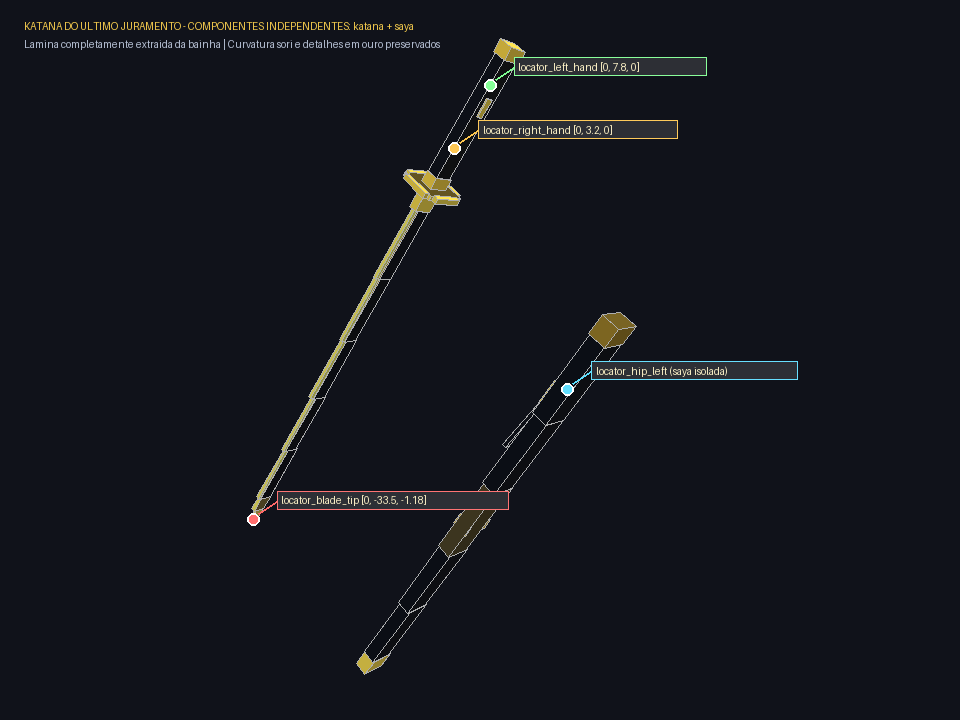 KATANA DO ULTIMO JURAMENTO - COMPONENTES INDEPENDENTES: katana + saya
Lamina completamente extraida da bainha | Curvatura sori e detalhes em ouro preservados
locator_left_hand [0, 7.8, 0]
locator_right_hand [0, 3.2, 0]
locator_hip_left (saya isolada)
locator_blade_tip [0, -33.5, -1.18]